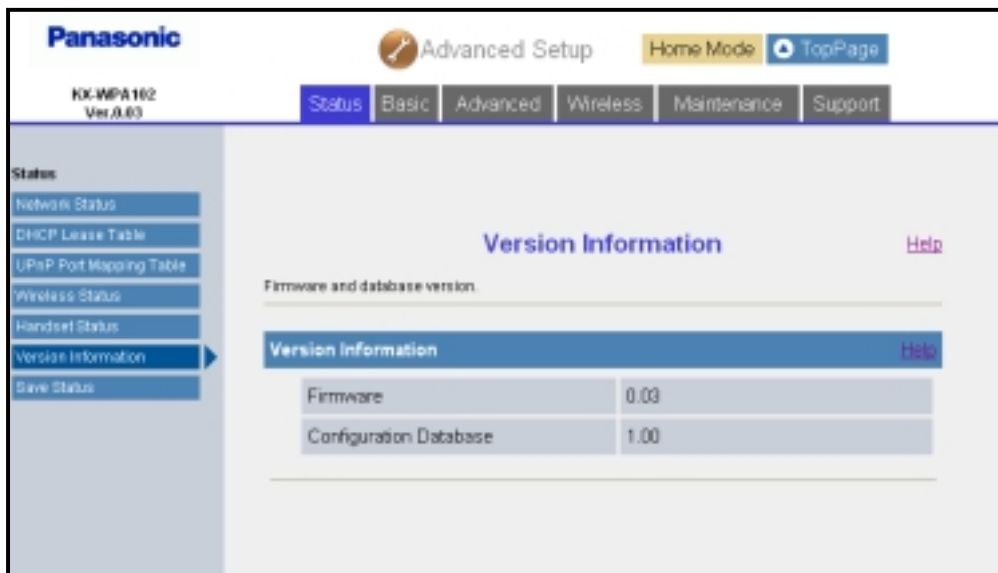 Panasonic
Advanced Setup
Home Mode
TopPage
KX-WPA102
Ver.0.03
Status Basic Advanced Wireless Maintenance Support
Status
Network Status
DHCP Lease Table
UPnP Port Mapping Table
Wireless Status
Handset Status
Version Information
Save Status
Version Information
Help
Firmware and database version.
Version Information
Help
Firmware 0.03
Configuration Database 1.00